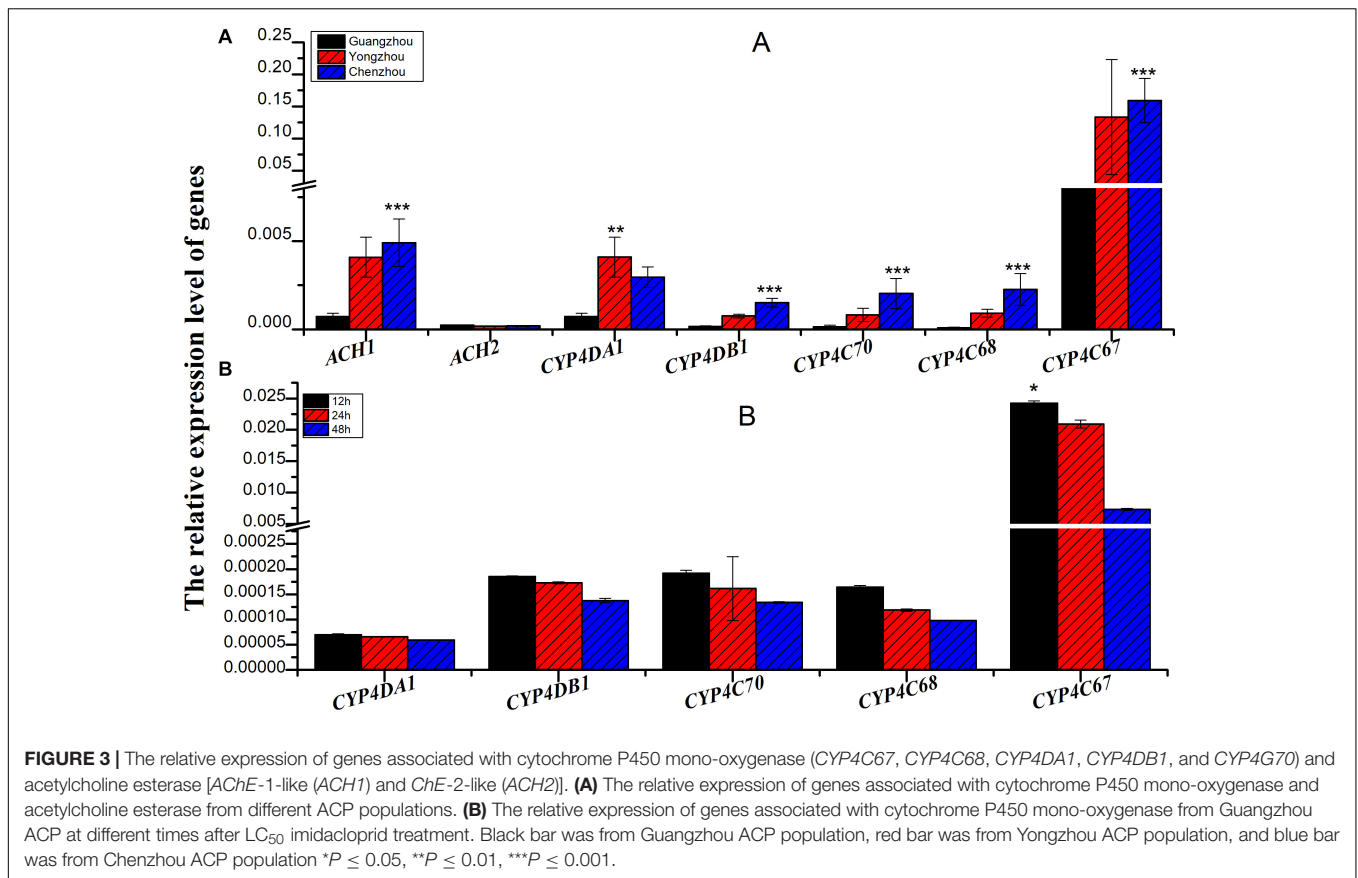 A
Guangzhou
Yongzhou
Chenzhou
A
The relative expression level of genes
0.25
0.20
0.15
0.10
0.05
0.005
0.000
***
**
***
***
***
***
ACH1
ACH2
CYP4DA1
CYP4DB1
CYP4C70
CYP4C68
CYP4C67
B
12h
24h
48h
B
0.025
0.020
0.015
0.010
0.005
0.00025
0.00020
0.00015
0.00010
0.00005
0.00000
*
CYP4DA1
CYP4DB1
CYP4C70
CYP4C68
CYP4C67
FIGURE 3 | The relative expression of genes associated with cytochrome P450 mono-oxygenase (CYP4C67, CYP4C68, CYP4DA1, CYP4DB1, and CYP4G70) and
acetylcholine esterase [AChE-1-like (ACH1) and ChE-2-like (ACH2)]. (A) The relative expression of genes associated with cytochrome P450 mono-oxygenase and
acetylcholine esterase from different ACP populations. (B) The relative expression of genes associated with cytochrome P450 mono-oxygenase from Guangzhou
ACP at different times after LC50 imidacloprid treatment. Black bar was from Guangzhou ACP population, red bar was from Yongzhou ACP population, and blue bar
was from Chenzhou ACP population *P ≤ 0.05, **P ≤ 0.01, ***P ≤ 0.001.